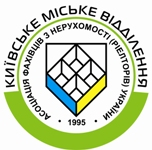 КИЇВСЬКЕ МІСЬКЕ ВІДДІЛЕННЯ
АСОЦІАЦІЯ ФАХІВЦІВ З НЕРУХОМОСТІ (РІЕЛТОРІВ) УКРАЇНИ
• 1995 •